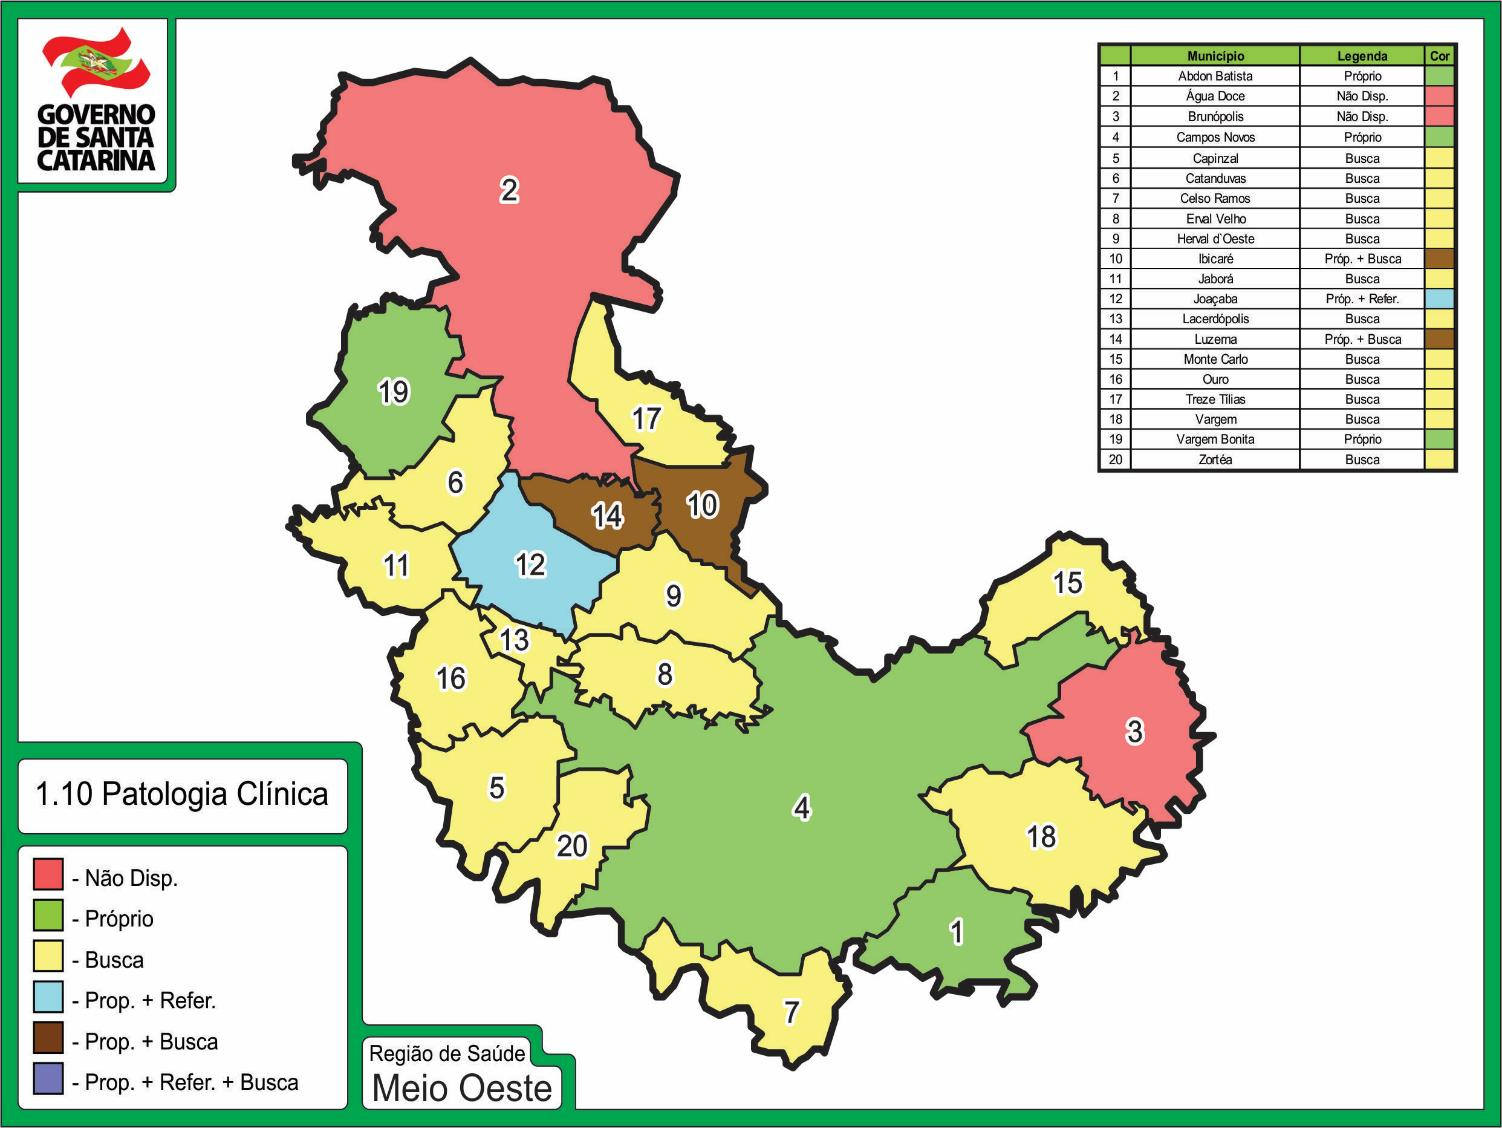 GOVERNO
DE SANTA
CATARINA
Município Legenda Cor
1 Abdon Batista Próprio
2 Água Doce Não Disp.
3 Brunópolis Não Disp.
4 Campos Novos Próprio
5 Capinzal Busca
6 Catanduvas Busca
7 Celso Ramos Busca
8 Erval Velho Busca
9 Herval d`Oeste Busca
10 Ibicaré Próp. + Busca
11 Jaborá Busca
12 Joaçaba Próp. + Refer.
13 Lacerdópolis Busca
14 Luzerna Próp. + Busca
15 Monte Carlo Busca
16 Ouro Busca
17 Treze Tílias Busca
18 Vargem Busca
19 Vargem Bonita Próprio
20 Zortéa Busca
2
19
17
6
14
10
11
12
9
15
13
16
8
3
5
4
20
18
1
7
1.10 Patologia Clínica
- Não Disp.
- Próprio
- Busca
- Prop. + Refer.
- Prop. + Busca
- Prop. + Refer. + Busca
Região de Saúde
Meio Oeste